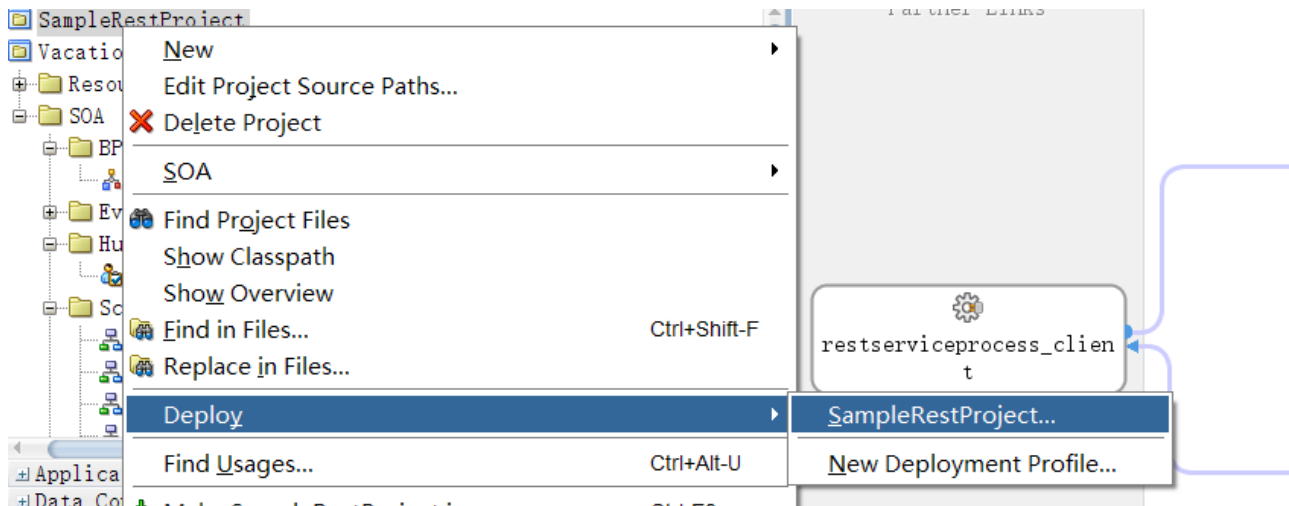 SampleRestProject
Partner Links
Vacatio
New
Resou
Edit Project Source Paths...
SOA
Delete Project
BP
SOA
Ev
Find Project Files
Hu
Show Classpath
Show Overview
Sc
Find in Files... Ctrl+Shift-F
Replace in Files...
restserviceprocess_clien
t
Deploy
SampleRestProject...
Find Usages... Ctrl+Alt-U
New Deployment Profile...
Applica
Data Co